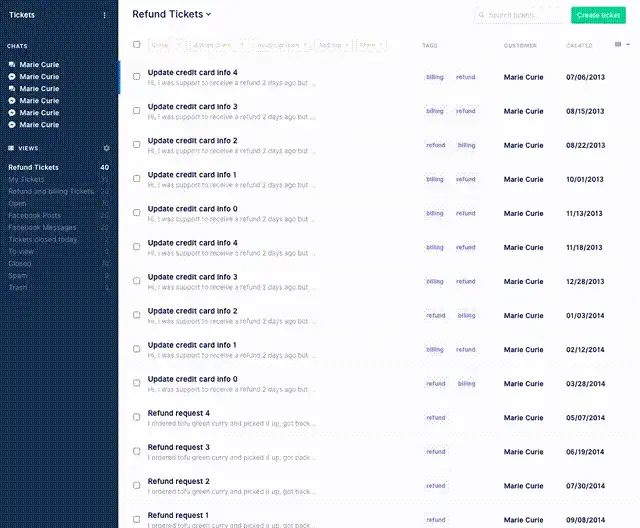 Tickets
CHATS
Marie Curie
Marie Curie
Marie Curie
Marie Curie
Marie Curie
Marie Curie
VIEWS
Refund Tickets 40
My Tickets
Refund and Billing Tickets
Open
Facebook Posts
Facebook Messages
Tickets closed today
To view
Closed
Spam
Trash
Refund Tickets
Search tickets...
Create ticket
TAGS CUSTOMER CREATED
Update credit card info 4
Hi, I was support to receive a refund 2 days ago but ...
billing refund Marie Curie 07/06/2013
Update credit card info 3
Hi, I was support to receive a refund 2 days ago but ...
billing refund Marie Curie 08/15/2013
Update credit card info 2
Hi, I was support to receive a refund 2 days ago but ...
refund billing Marie Curie 08/22/2013
Update credit card info 1
Hi, I was support to receive a refund 2 days ago but ...
billing refund Marie Curie 10/01/2013
Update credit card info 0
Hi, I was support to receive a refund 2 days ago but ...
billing refund Marie Curie 11/13/2013
Update credit card info 4
Hi, I was support to receive a refund 2 days ago but ...
billing refund Marie Curie 11/18/2013
Update credit card info 3
Hi, I was support to receive a refund 2 days ago but ...
billing refund Marie Curie 12/28/2013
Update credit card info 2
Hi, I was support to receive a refund 2 days ago but ...
refund billing Marie Curie 01/03/2014
Update credit card info 1
Hi, I was support to receive a refund 2 days ago but ...
billing refund Marie Curie 02/12/2014
Update credit card info 0
Hi, I was support to receive a refund 2 days ago but ...
refund billing Marie Curie 03/28/2014
Refund request 4
I ordered tofu green curry and picked it up, got back...
refund Marie Curie 05/07/2014
Refund request 3
I ordered tofu green curry and picked it up, got back...
refund Marie Curie 06/19/2014
Refund request 2
I ordered tofu green curry and picked it up, got back...
refund Marie Curie 07/30/2014
Refund request 1
I ordered tofu green curry and picked it up, got back...
refund Marie Curie 09/08/2014